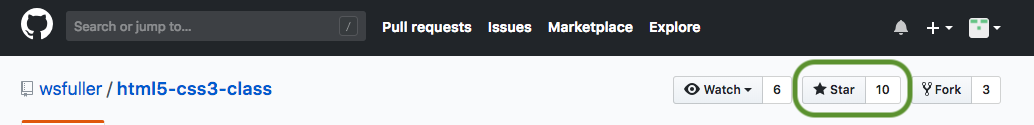 Search or jump to... / Pull requests Issues Marketplace Explore
wsfuller / html5-css3-class Watch 6 Star 10 Fork 3